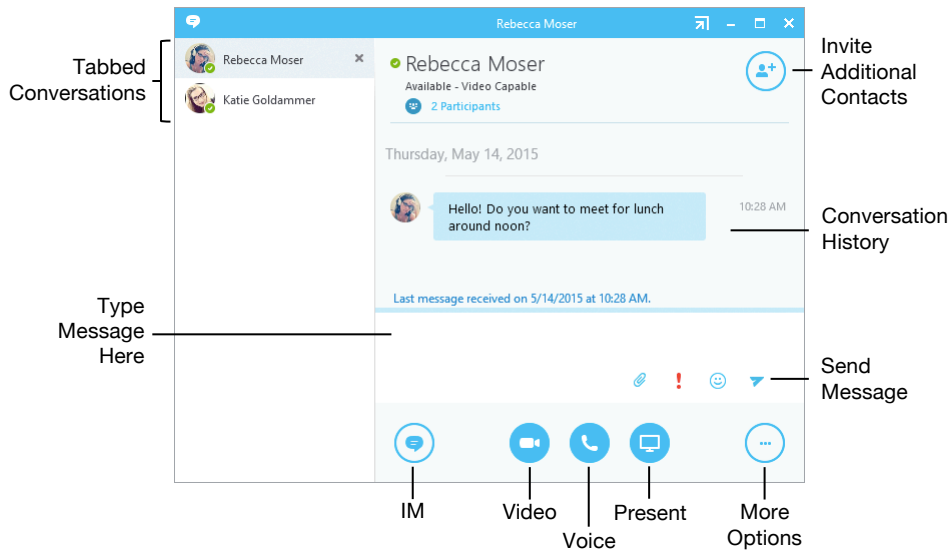 Rebecca Moser
Tabbed
Conversations
Rebecca Moser
Katie Goldammer
Rebecca Moser
Available - Video Capable
2 Participants
Invite
Additional
Contacts
Thursday, May 14, 2015
Hello! Do you want to meet for lunch
around noon?
10:28 AM
Conversation
History
Last message received on 5/14/2015 at 10:28 AM.
Type
Message
Here
Send
Message
IM
Video
Voice
Present
More
Options